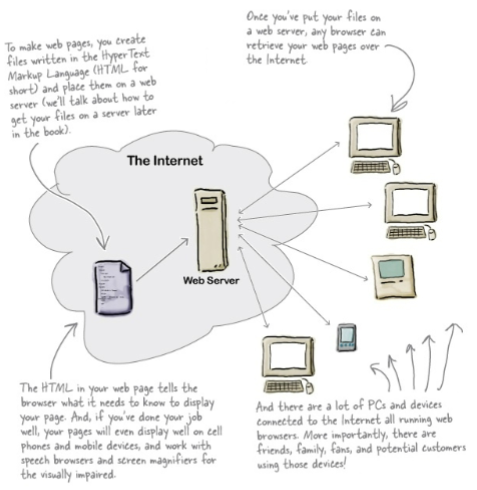 To make web pages, you create
files written in the HyperText
Markup Language (HTML for
short) and place them on a web
server (we'll talk about how to
get your files on a server later
in the book).
Once you've put your files on
a web server, any browser can
retrieve your web pages over
the Internet
The Internet
Web Server
The HTML in your web page tells the
browser what it needs to know to display
your page. And, if you've done your job
well, your pages will even display well on cell
phones and mobile devices, and work with
speech browsers and screen magnifiers for
the visually impaired.
And there are a lot of PCs and devices
connected to the Internet all running web
browsers. More importantly, there are
friends, family, fans, and potential customers
using those devices!